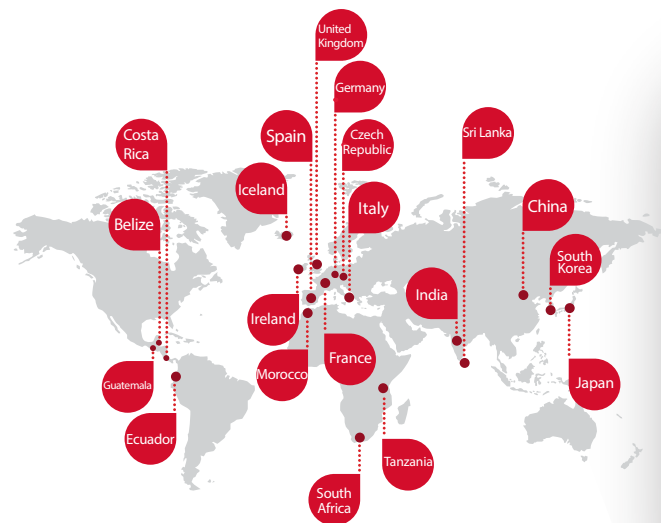 United
Kingdom
Germany
Costa
Rica
Spain
Czech
Republic
Sri Lanka
Iceland
Italy
China
Belize
South
Korea
India
Ireland
Morocco
France
Guatemala
Japan
Ecuador
Tanzania
South
Africa